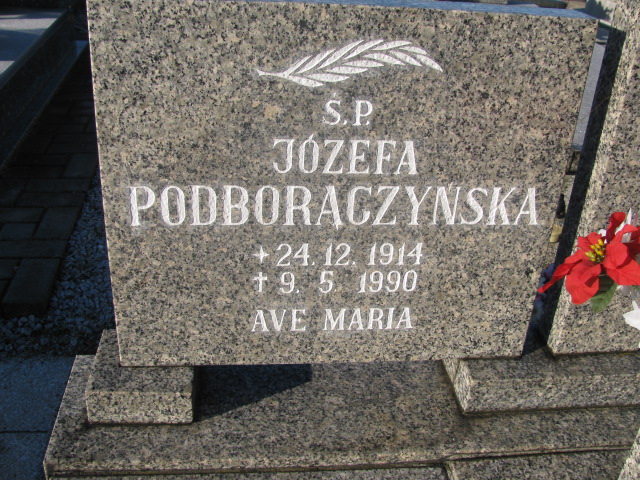 Ś.P.
JÓZEFA
PODBORĄCZYŃSKA
+24. 12. 1914
†9. 5. 1990
AVE MARIA